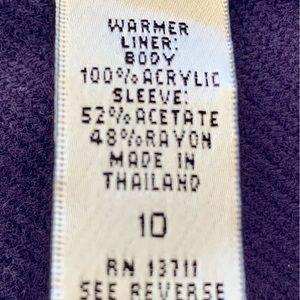 WARMER
LINER:
BODY
100% ACRYLIC
SLEEVE:
52% ACETATE
48% RAYON
MADE IN
THAILAND
10
RN 13711
SEE REVERSE